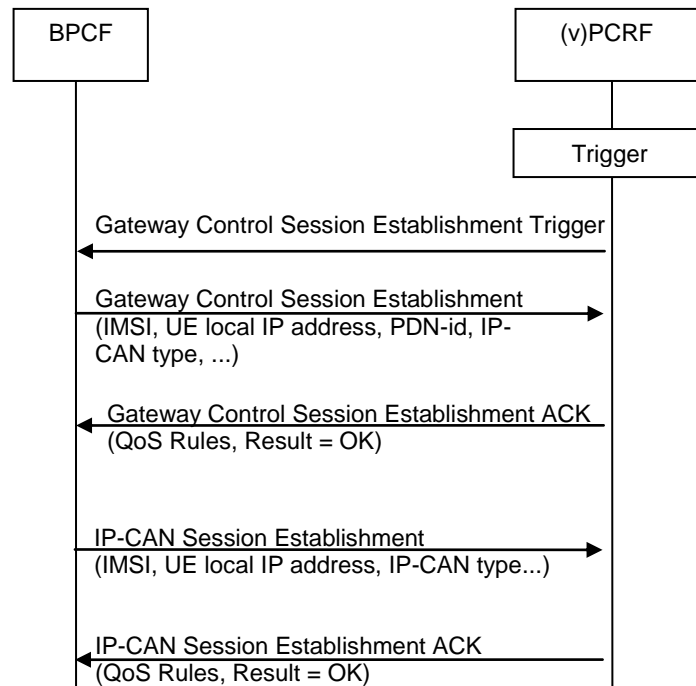 BPCF
(v)PCRF
Trigger
Gateway Control Session Establishment Trigger
Gateway Control Session Establishment
(IMSI, UE local IP address, PDN-id, IP-
CAN type, ...)
Gateway Control Session Establishment ACK
(QoS Rules, Result = OK)
IP-CAN Session Establishment
(IMSI, UE local IP address, IP-CAN type...)
IP-CAN Session Establishment ACK
(QoS Rules, Result = OK)